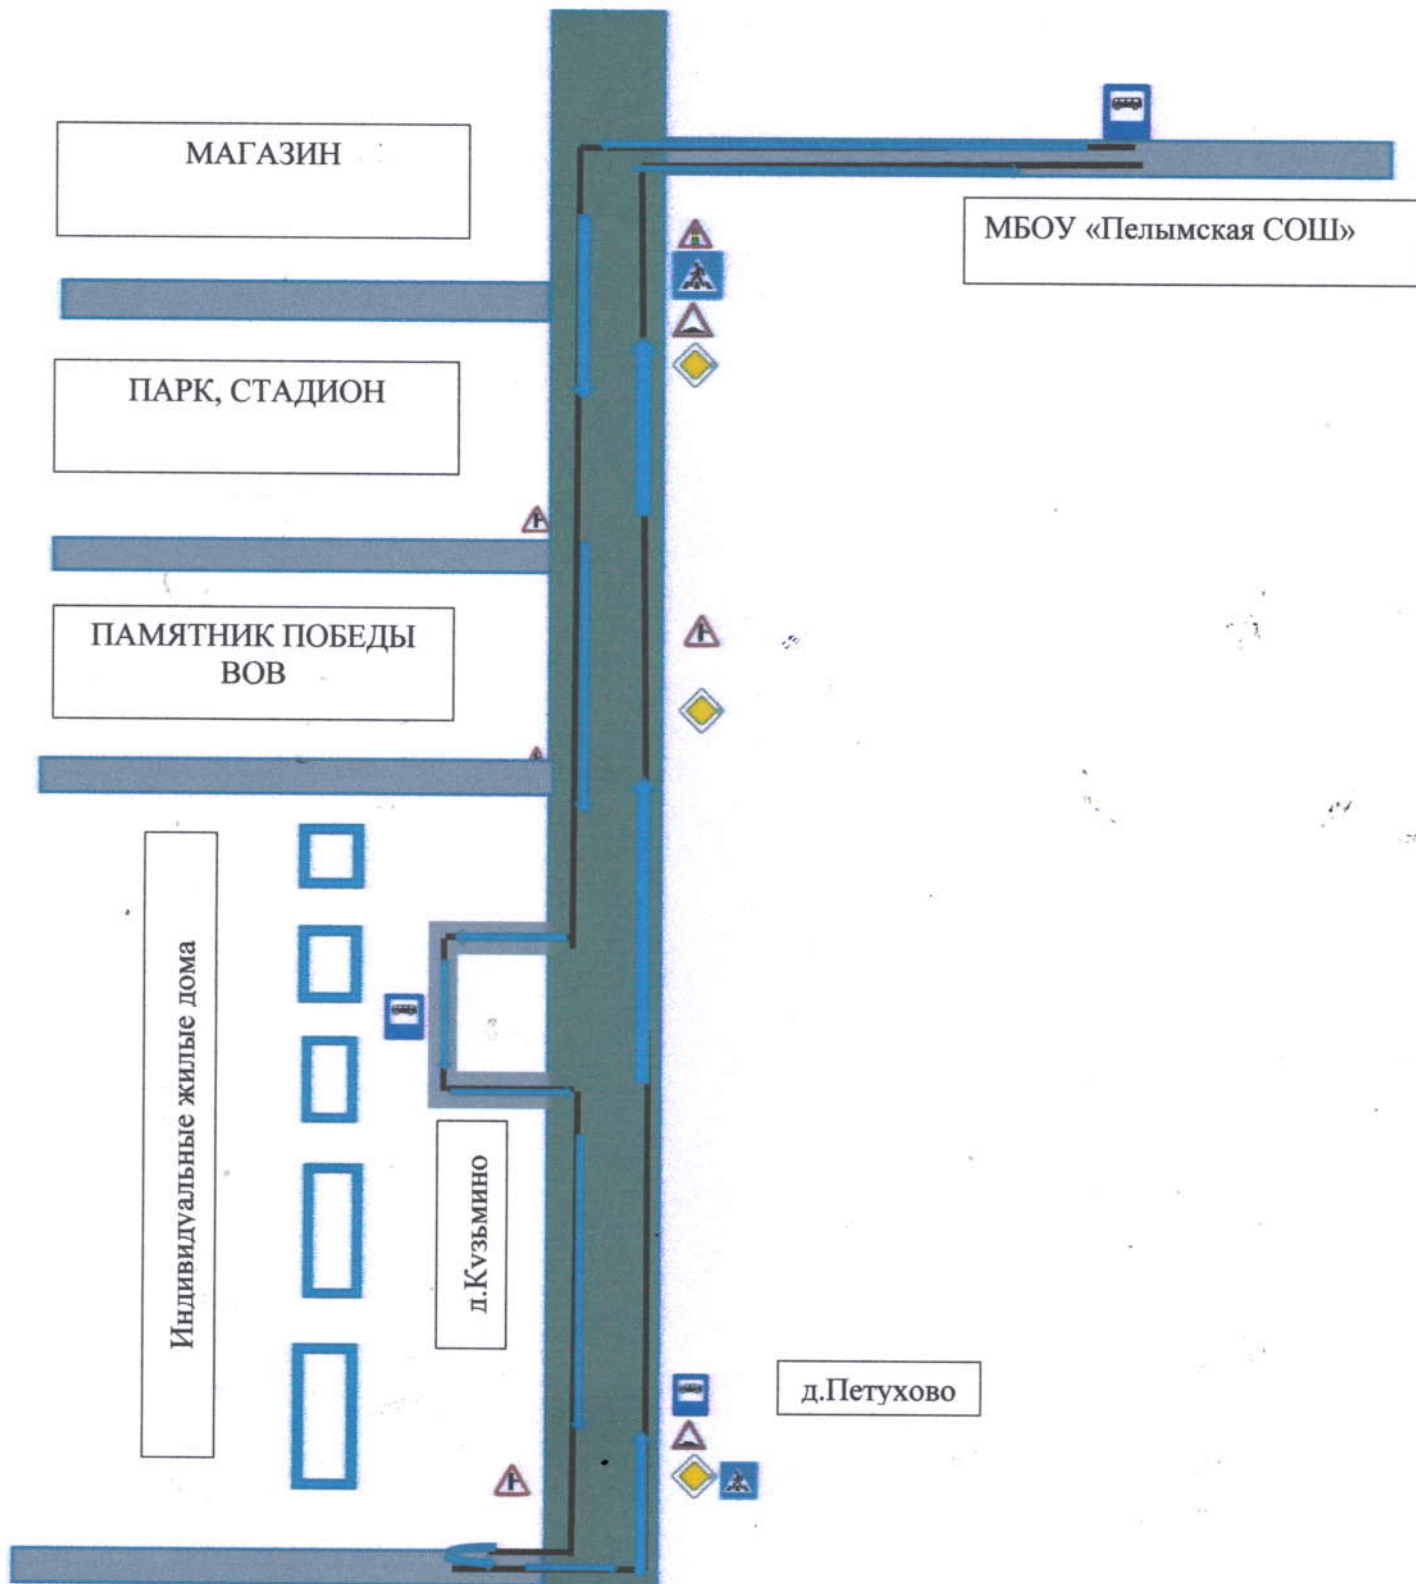 МАГАЗИН
МБОУ «Пелымская СОШ»
ПАРК, СТАДИОН
ПАМЯТНИК ПОБЕДЫ
ВОВ
Индивидуальные жилые дома
д.Кузьмино
д.Петухово